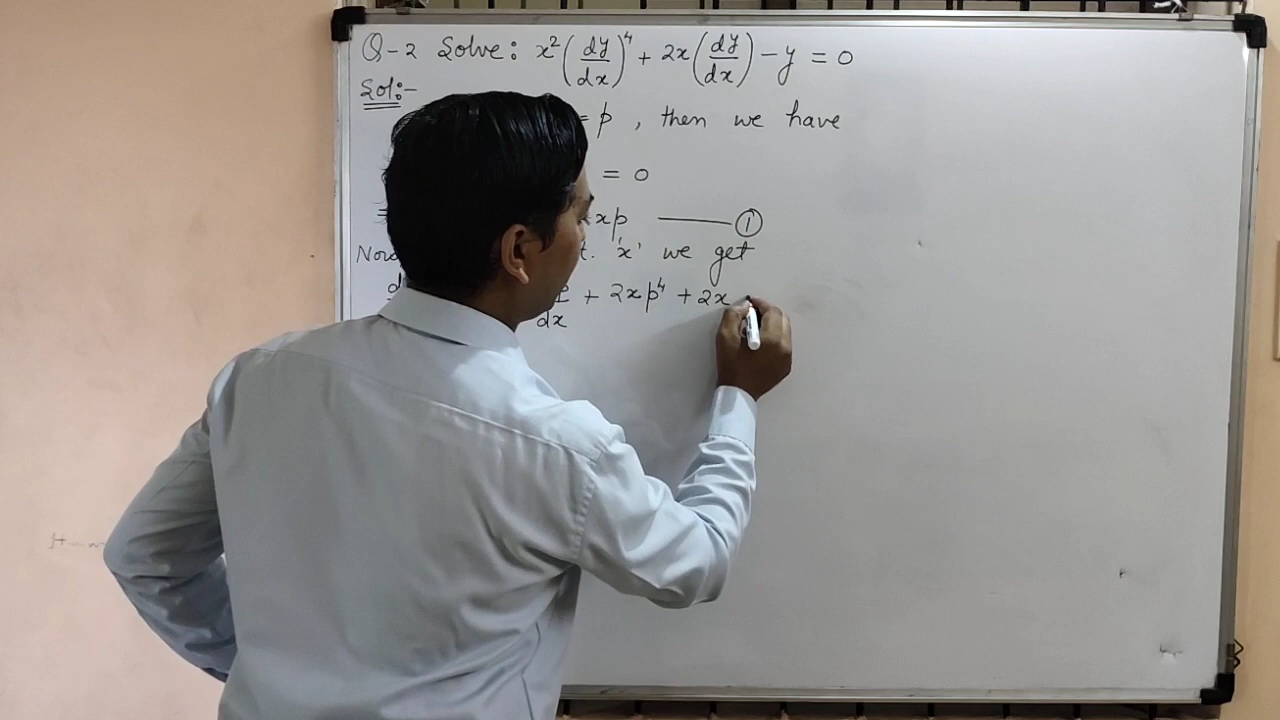 Q-2 Solve: x²(dy/dx)⁴ + 2x(dy/dx) - y = 0
Sol:-
= p, then we have
= 0
xp ——— ①
t. 'x' we get
dx + 2xp⁴ + 2x